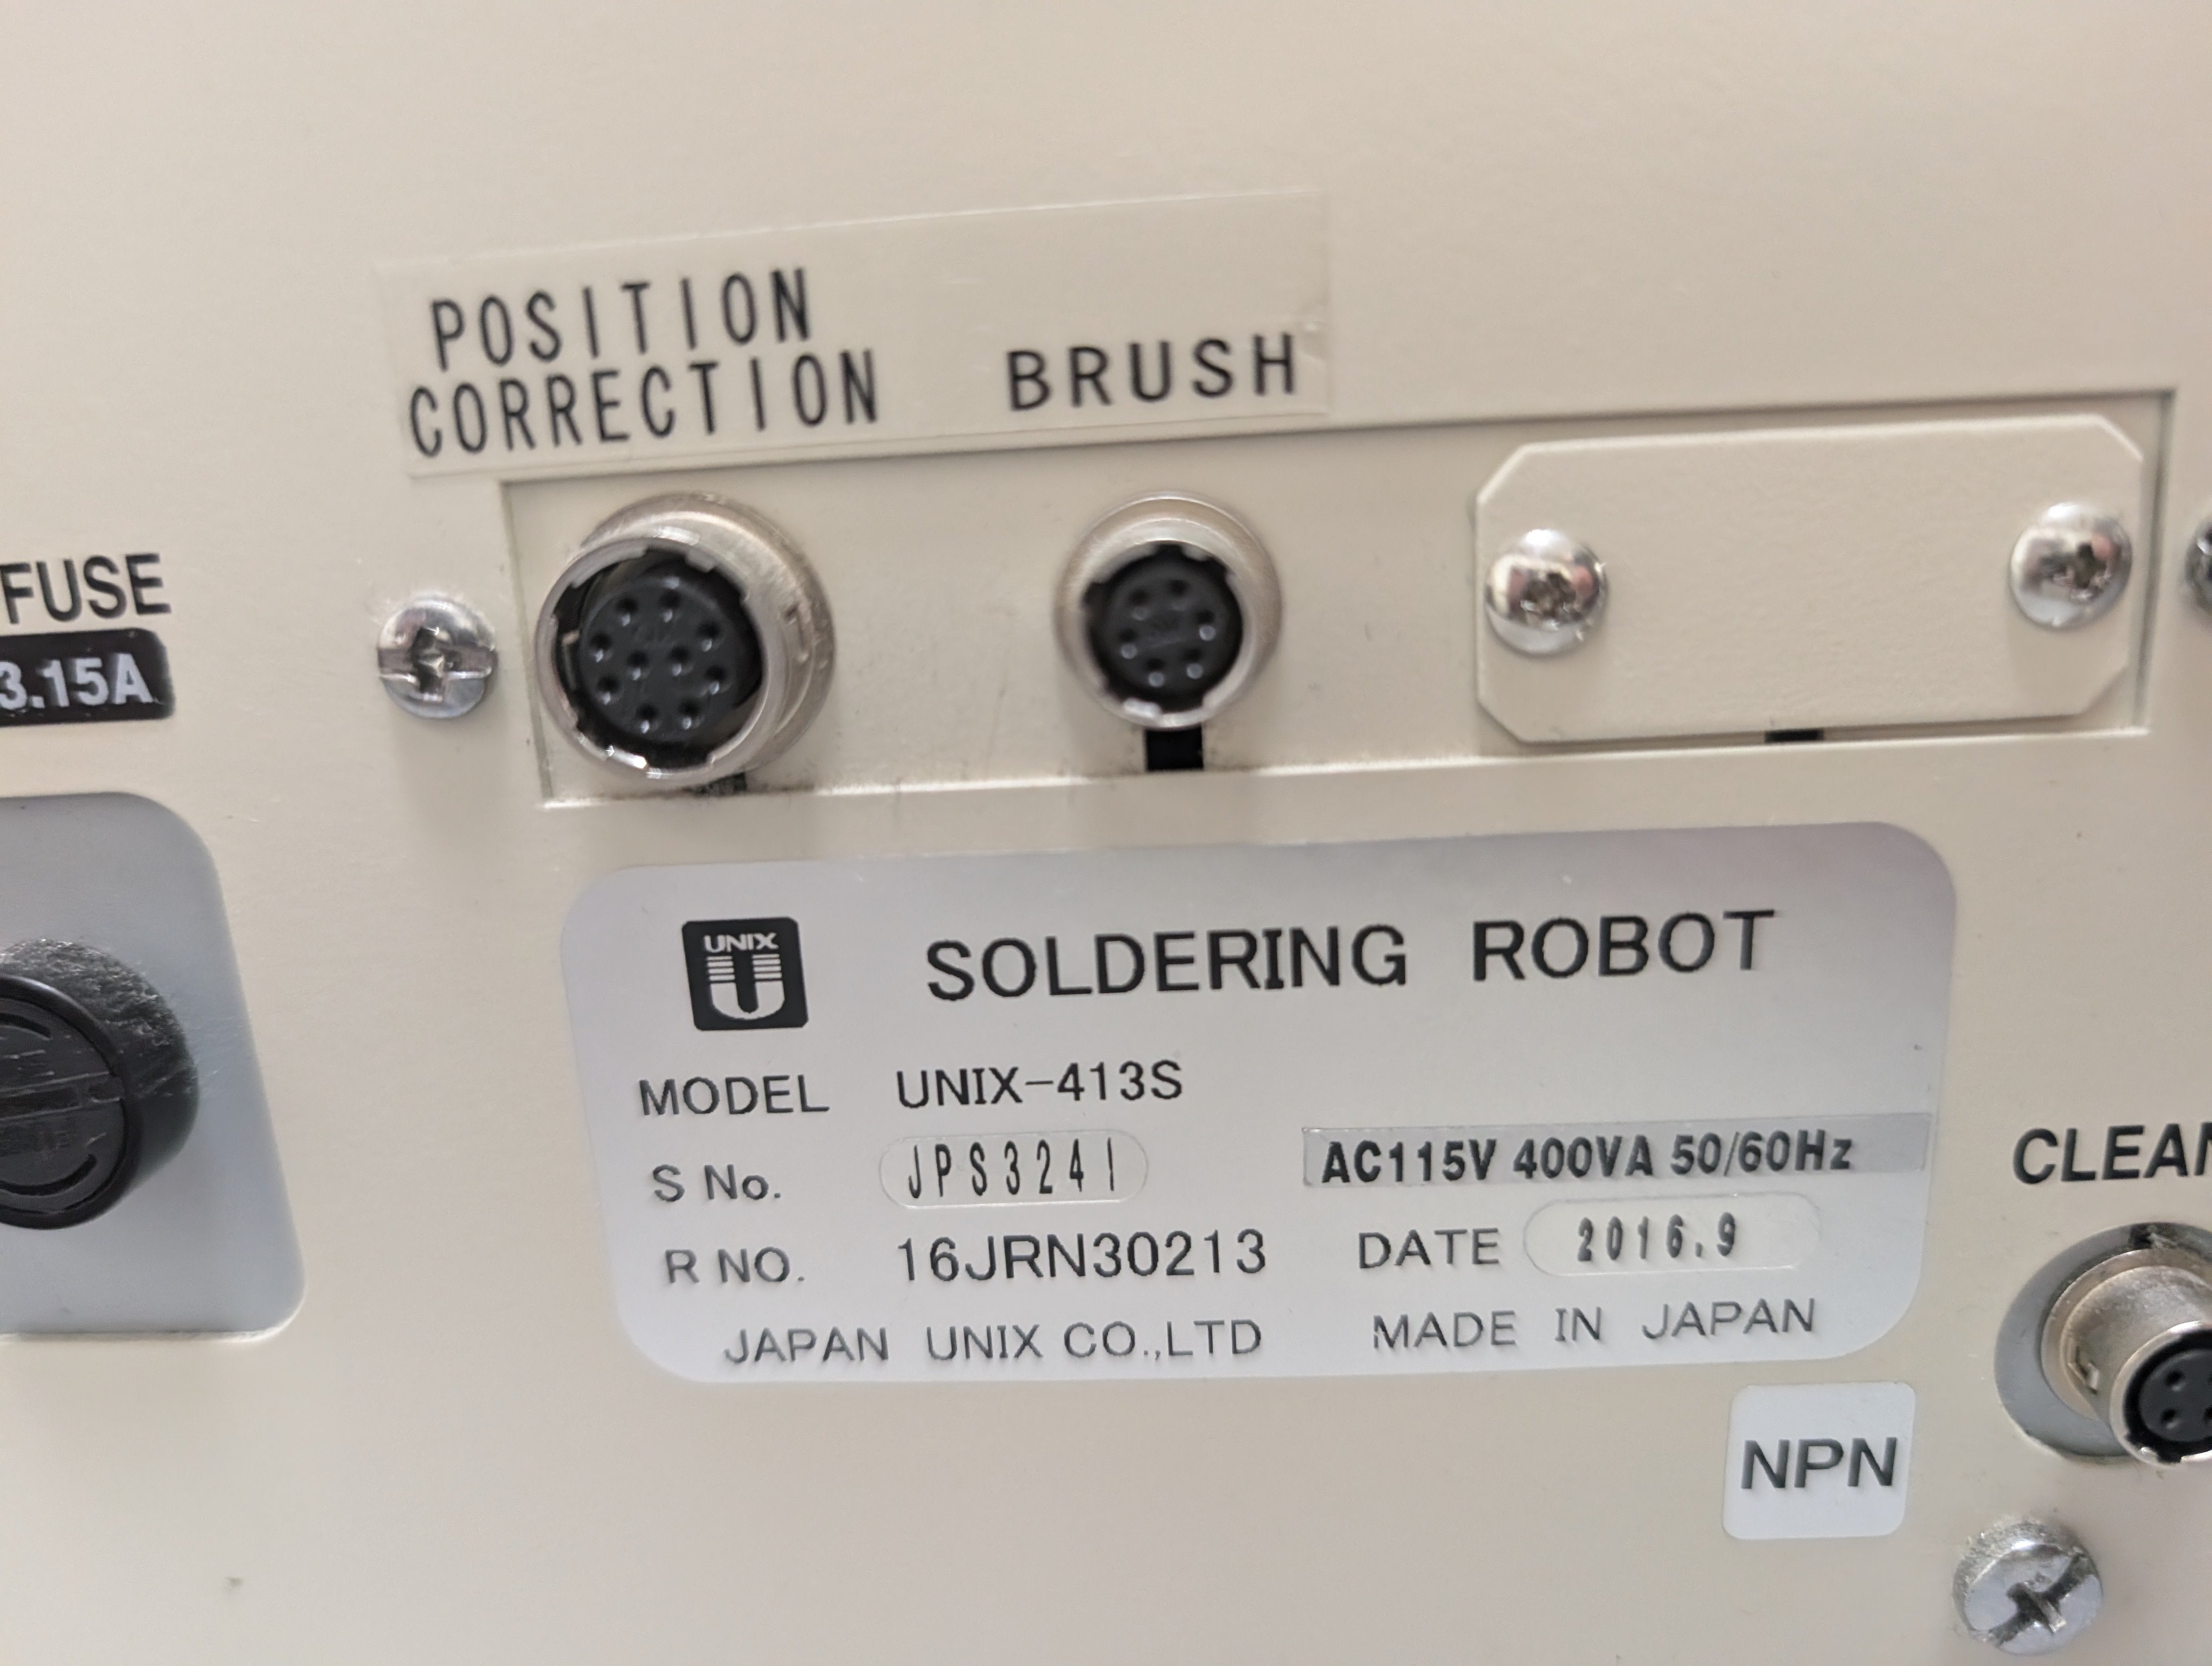 POSITION
CORRECTION
BRUSH
FUSE
3.15A
UNIX
SOLDERING ROBOT
MODEL UNIX-413S
S No. JPS3241
AC115V 400VA 50/60Hz
R NO. 16JRN30213
DATE 2016.9
JAPAN UNIX CO.,LTD
MADE IN JAPAN
NPN